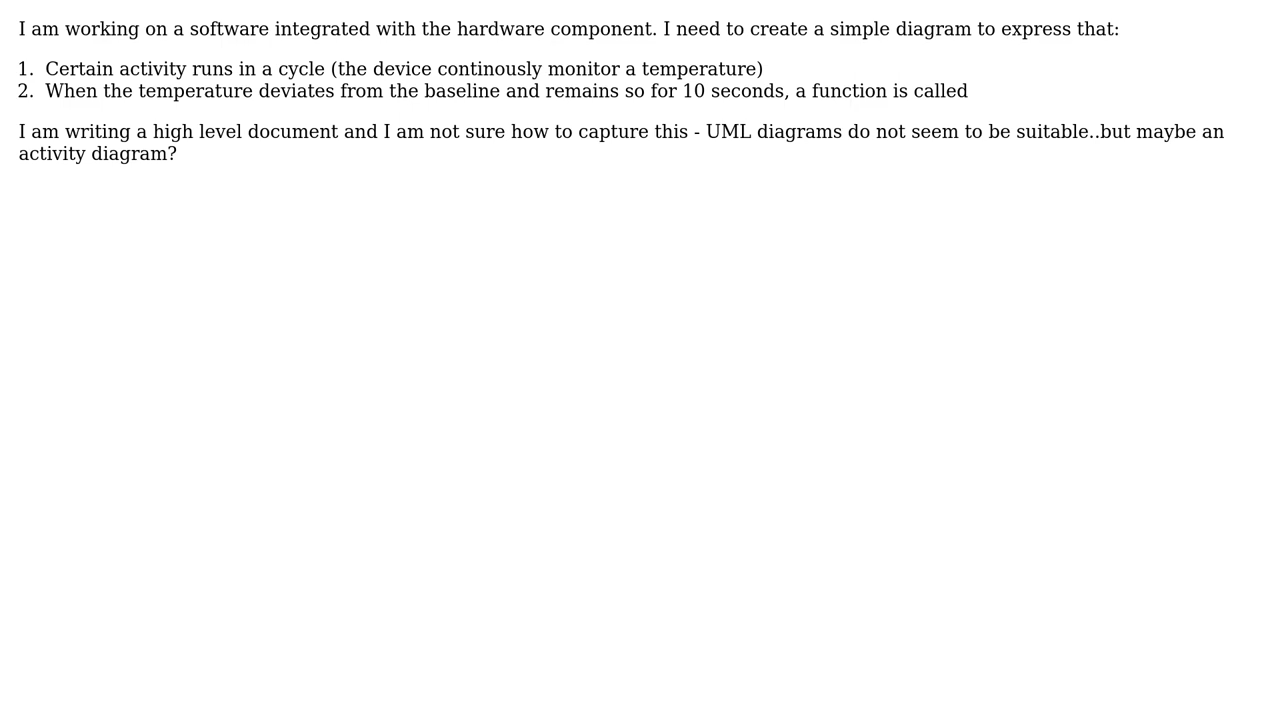 I am working on a software integrated with the hardware component. I need to create a simple diagram to express that:
1. Certain activity runs in a cycle (the device continously monitor a temperature)
2. When the temperature deviates from the baseline and remains so for 10 seconds, a function is called
I am writing a high level document and I am not sure how to capture this - UML diagrams do not seem to be suitable..but maybe an
activity diagram?